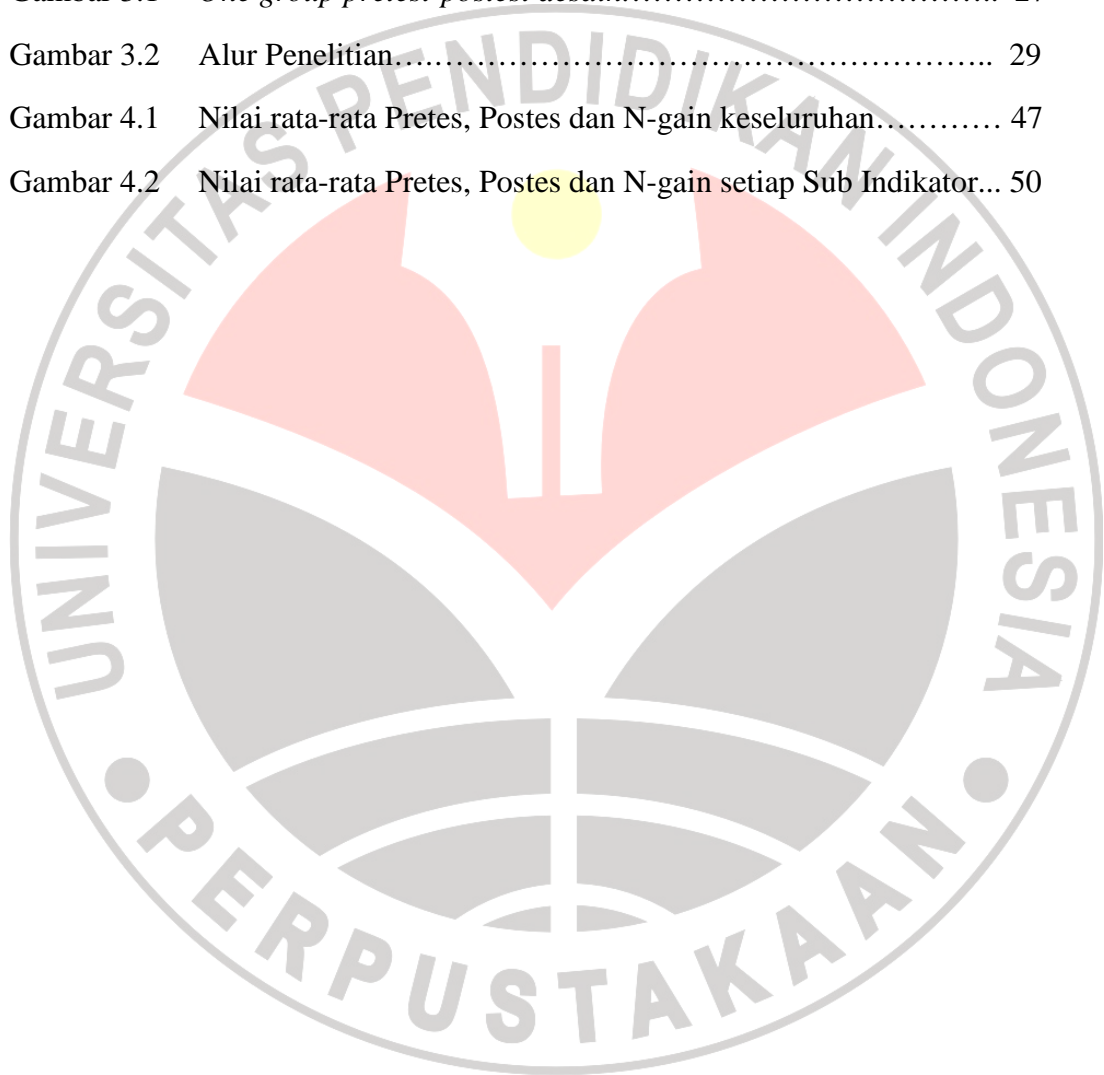 Gambar 3.2 Alur Penelitian….……………………………………………….. 29
Gambar 4.1 Nilai rata-rata Pretes, Postes dan N-gain keseluruhan………… 47
Gambar 4.2 Nilai rata-rata Pretes, Postes dan N-gain setiap Sub Indikator... 50
UNIVERSITAS PENDIDIKAN INDONESIA
PERPUSTAKAAN